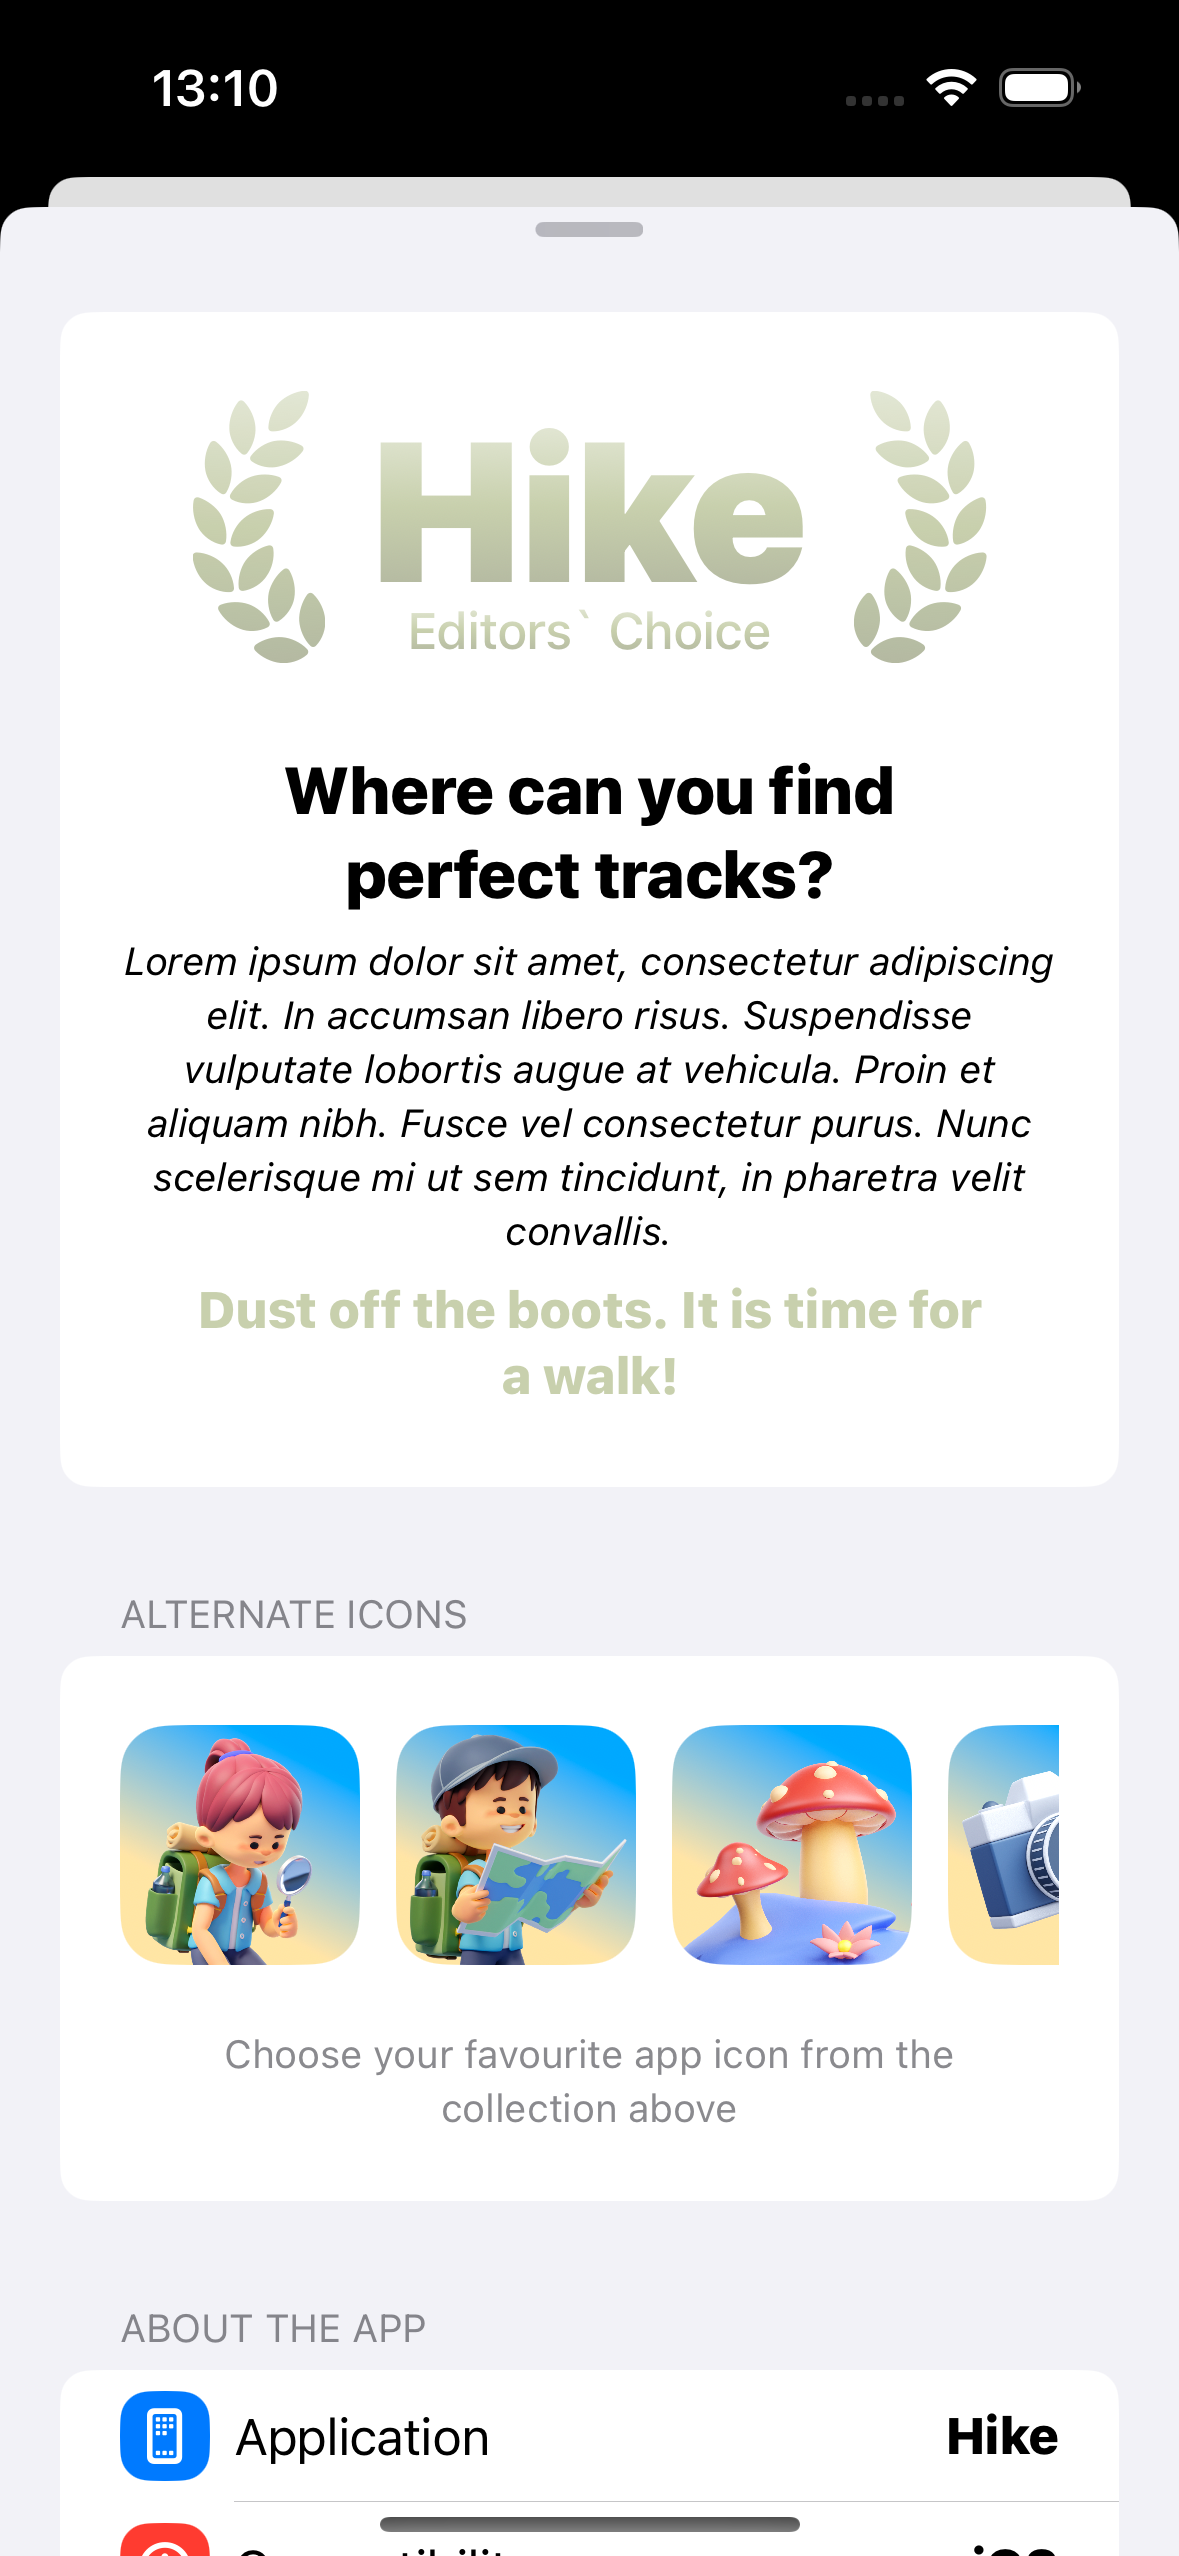 13:10
Hike
Editors` Choice
Where can you find
perfect tracks?
Lorem ipsum dolor sit amet, consectetur adipiscing
elit. In accumsan libero risus. Suspendisse
vulputate lobortis augue at vehicula. Proin et
aliquam nibh. Fusce vel consectetur purus. Nunc
scelerisque mi ut sem tincidunt, in pharetra velit
convallis.
Dust off the boots. It is time for
a walk!
ALTERNATE ICONS
Choose your favourite app icon from the
collection above
ABOUT THE APP
Application Hike